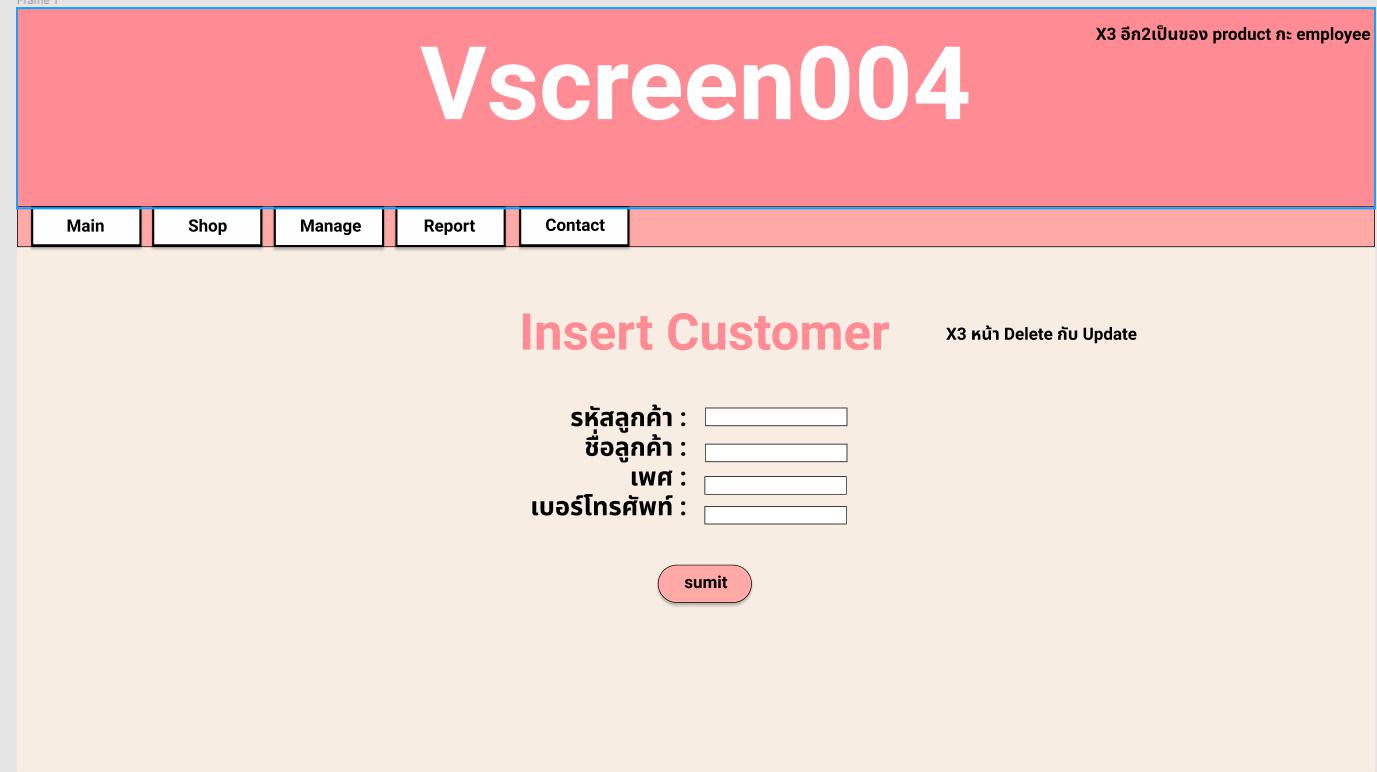 Frame 1
X3 อีก2เป็นของ product กะ employee
Vscreen004
Main Shop Manage Report Contact
Insert Customer
X3 หน้า Delete กับ Update
รหัสลูกค้า :
ชื่อลูกค้า :
เพศ :
เบอร์โทรศัพท์ :
sumit